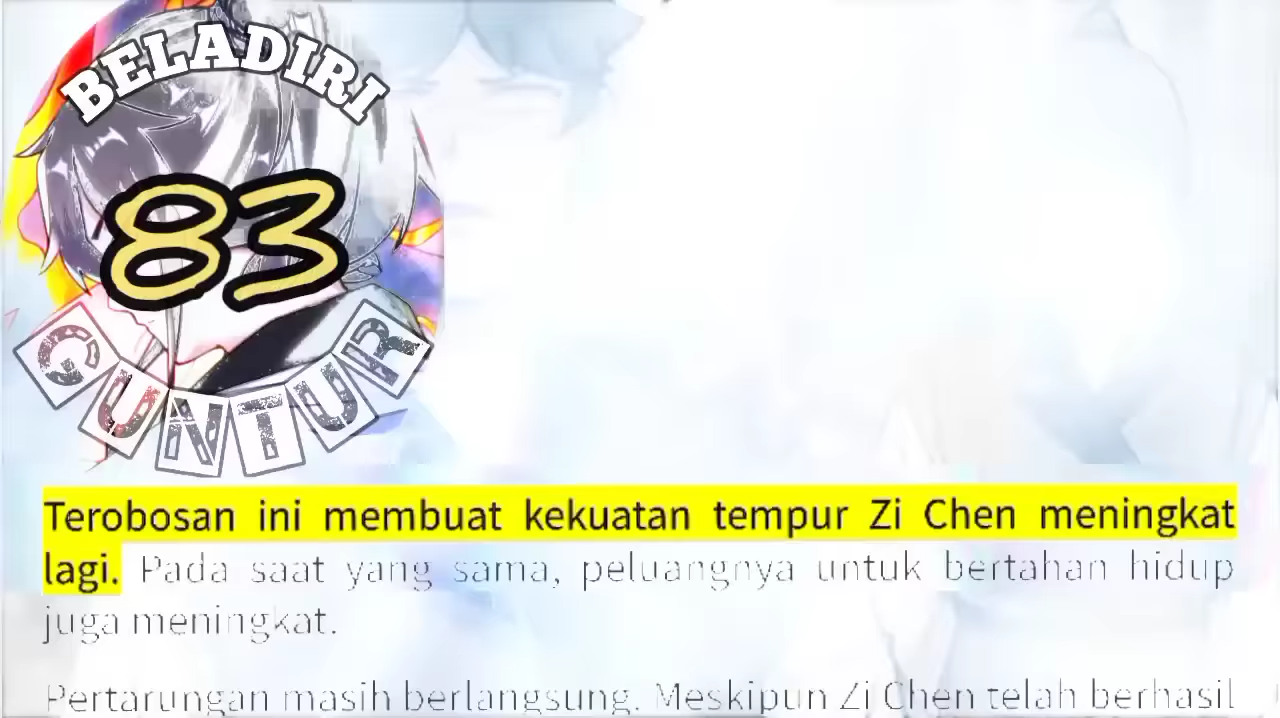 BELADIRI
83
GUNTUR
Terobosan ini membuat kekuatan tempur Zi Chen meningkat
lagi. Pada saat yang sama, peluangnya untuk bertahan hidup
juga meningkat.
Pertarungan masih berlangsung. Meskipun Zi Chen telah berhasil